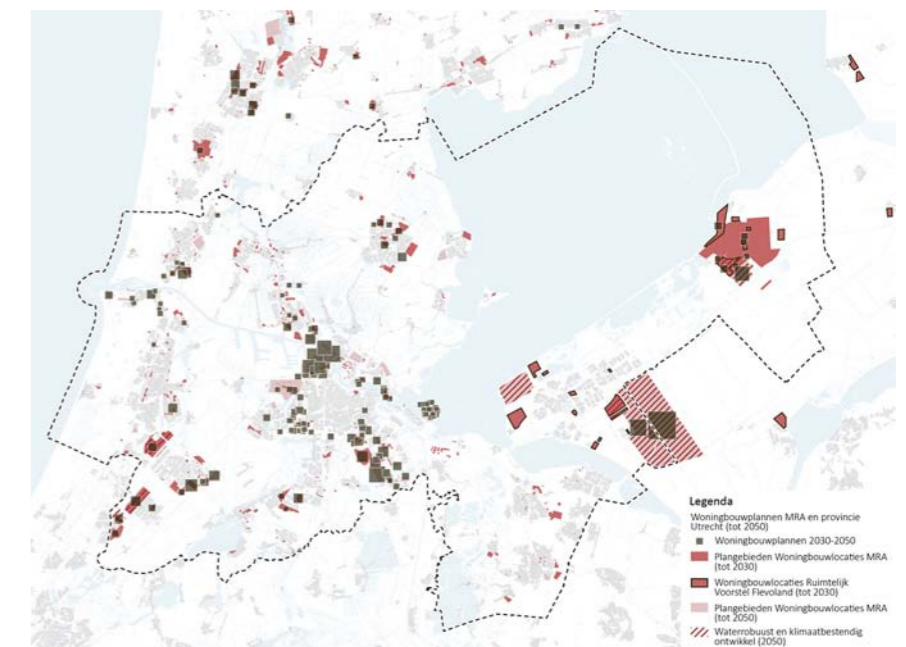 Legenda
Woningbouwplannen MRA en provincie
Utrecht (tot 2050)
Woningbouwplannen 2030-2050
Plangebieden Woningbouwlocaties MRA
(tot 2030)
Woningbouwlocaties Ruimtelijk
Voorstel Flevoland (tot 2030)
Plangebieden Woningbouwlocaties MRA
(tot 2050)
Waterrobuust en klimaatbestendig
ontwikkel (2050)